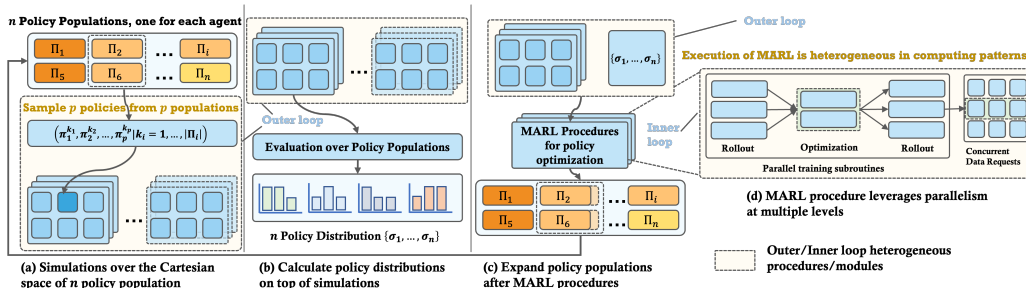 n Policy Populations, one for each agent
Π₁ Π₂ ... Πᵢ
Π₅ Π₆ ... Πₙ
Sample p policies from p populations
(π₁^{k₁}, π₂^{k₂}, ..., πₚ^{kₚ}|kᵢ = 1, ..., |Πᵢ|)
Outer loop
...
(a) Simulations over the Cartesian
space of n policy population
...
Evaluation over Policy Populations
n Policy Distribution {σ₁, ..., σₙ}
(b) Calculate policy distributions
on top of simulations
Outer loop
{σ₁, ..., σₙ}
MARL Procedures
for policy
optimization
Inner
loop
Π₁ Π₂ ... Πᵢ
Π₅ Π₆ ... Πₙ
(c) Expand policy populations
after MARL procedures
Execution of MARL is heterogeneous in computing patterns
Rollout
Optimization
Rollout
Parallel training subroutines
Concurrent
Data Requests
(d) MARL procedure leverages parallelism
at multiple levels
Outer/Inner loop heterogeneous
procedures/modules